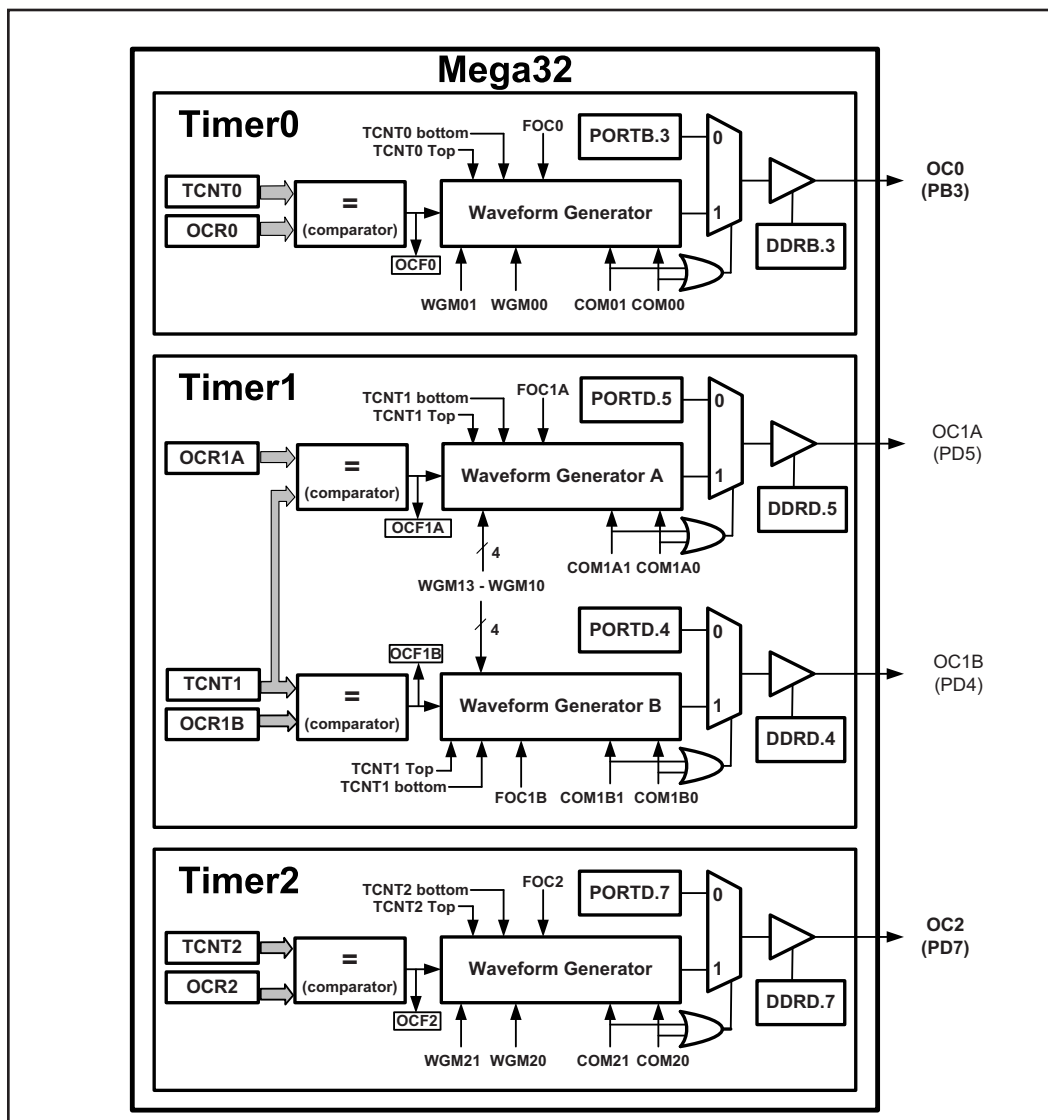 Mega32
Timer0
TCNT0 bottom
TCNT0 Top
FOC0
PORTB.3
0
TCNT0
OCR0
=
(comparator)
OCF0
Waveform Generator
1
OC0
(PB3)
DDRB.3
WGM01
WGM00
COM01
COM00
Timer1
TCNT1 bottom
TCNT1 Top
FOC1A
PORTD.5
0
OCR1A
=
(comparator)
OCF1A
Waveform Generator A
1
OC1A
(PD5)
DDRD.5
4
COM1A1
COM1A0
WGM13 - WGM10
4
PORTD.4
0
OCF1B
TCNT1
OCR1B
=
(comparator)
Waveform Generator B
1
OC1B
(PD4)
DDRD.4
TCNT1 Top
TCNT1 bottom
FOC1B
COM1B1
COM1B0
Timer2
TCNT2 bottom
TCNT2 Top
FOC2
PORTD.7
0
TCNT2
OCR2
=
(comparator)
OCF2
Waveform Generator
1
OC2
(PD7)
DDRD.7
WGM21
WGM20
COM21
COM20